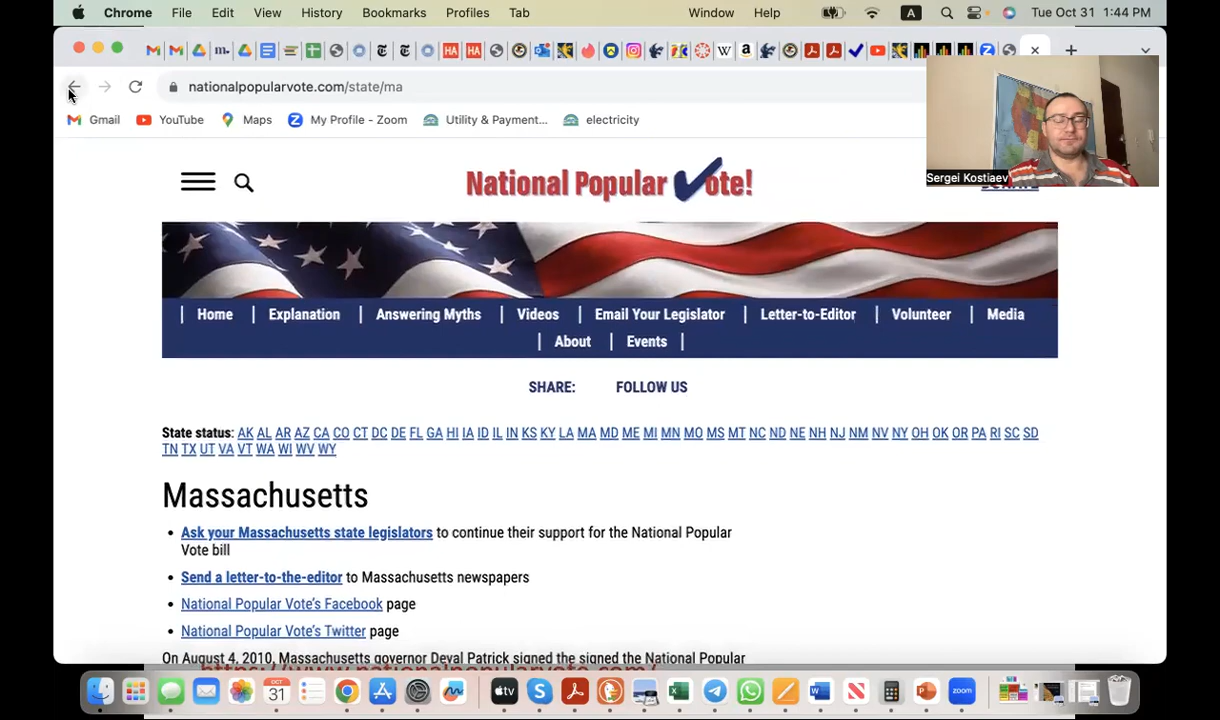 Chrome File Edit View History Bookmarks Profiles Tab Window Help A Tue Oct 31 1:44 PM
nationalpopularvote.com/state/ma
Gmail YouTube Maps My Profile - Zoom Utility & Payment... electricity
Sergei Kostiaev
National Popular Vote!
Home | Explanation | Answering Myths | Videos | Email Your Legislator | Letter-to-Editor | Volunteer | Media
| About | Events |
SHARE: FOLLOW US
State status: AK AL AR AZ CA CO CT DC DE FL GA HI IA ID IL IN KS KY LA MA MD ME MI MN MO MS MT NC ND NE NH NJ NM NV NY OH OK OR PA RI SC SD
TN TX UT VA VT WA WI WV WY
Massachusetts
• Ask your Massachusetts state legislators to continue their support for the National Popular
Vote bill
• Send a letter-to-the-editor to Massachusetts newspapers
• National Popular Vote's Facebook page
• National Popular Vote's Twitter page
On August 4, 2010, Massachusetts governor Deval Patrick signed the signed the National Popular
https://www.nationalpopularvote.com/
OCT
31
tv
zoom